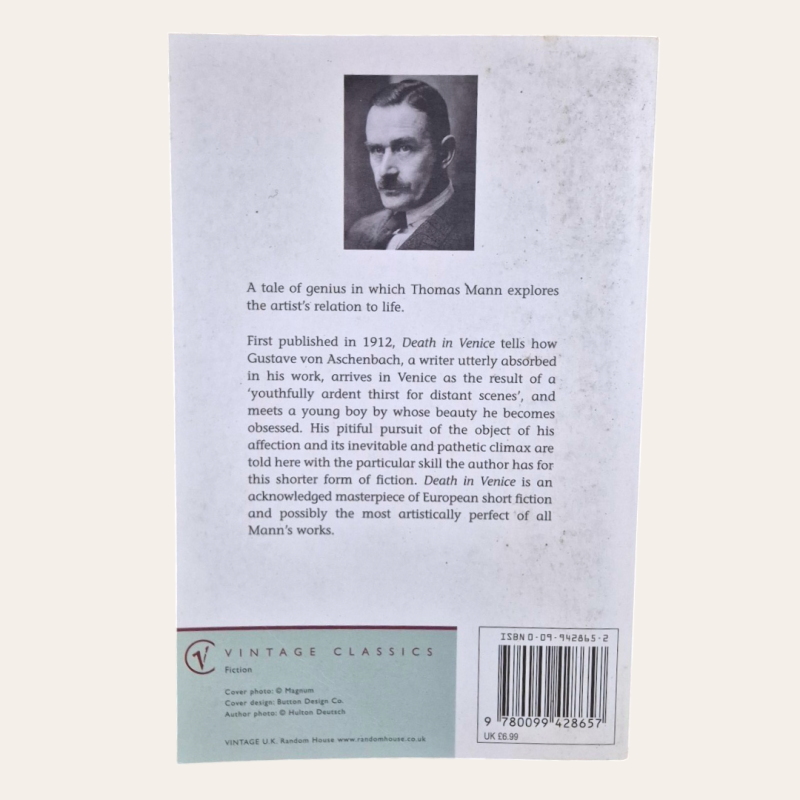 A tale of genius in which Thomas Mann explores
the artist's relation to life.
First published in 1912, Death in Venice tells how
Gustave von Aschenbach, a writer utterly absorbed
in his work, arrives in Venice as the result of a
'youthfully ardent thirst for distant scenes', and
meets a young boy by whose beauty he becomes
obsessed. His pitiful pursuit of the object of his
affection and its inevitable and pathetic climax are
told here with the particular skill the author has for
this shorter form of fiction. Death in Venice is an
acknowledged masterpiece of European short fiction
and possibly the most artistically perfect of all
Mann's works.
V VINTAGE CLASSICS
Fiction
Cover photo: © Magnum
Cover design: Button Design Co.
Author photo: © Hulton Deutsch
VINTAGE U.K. Random House www.randomhouse.co.uk
ISBN 0-09-942865-2
9 780099 428657
UK £6.99